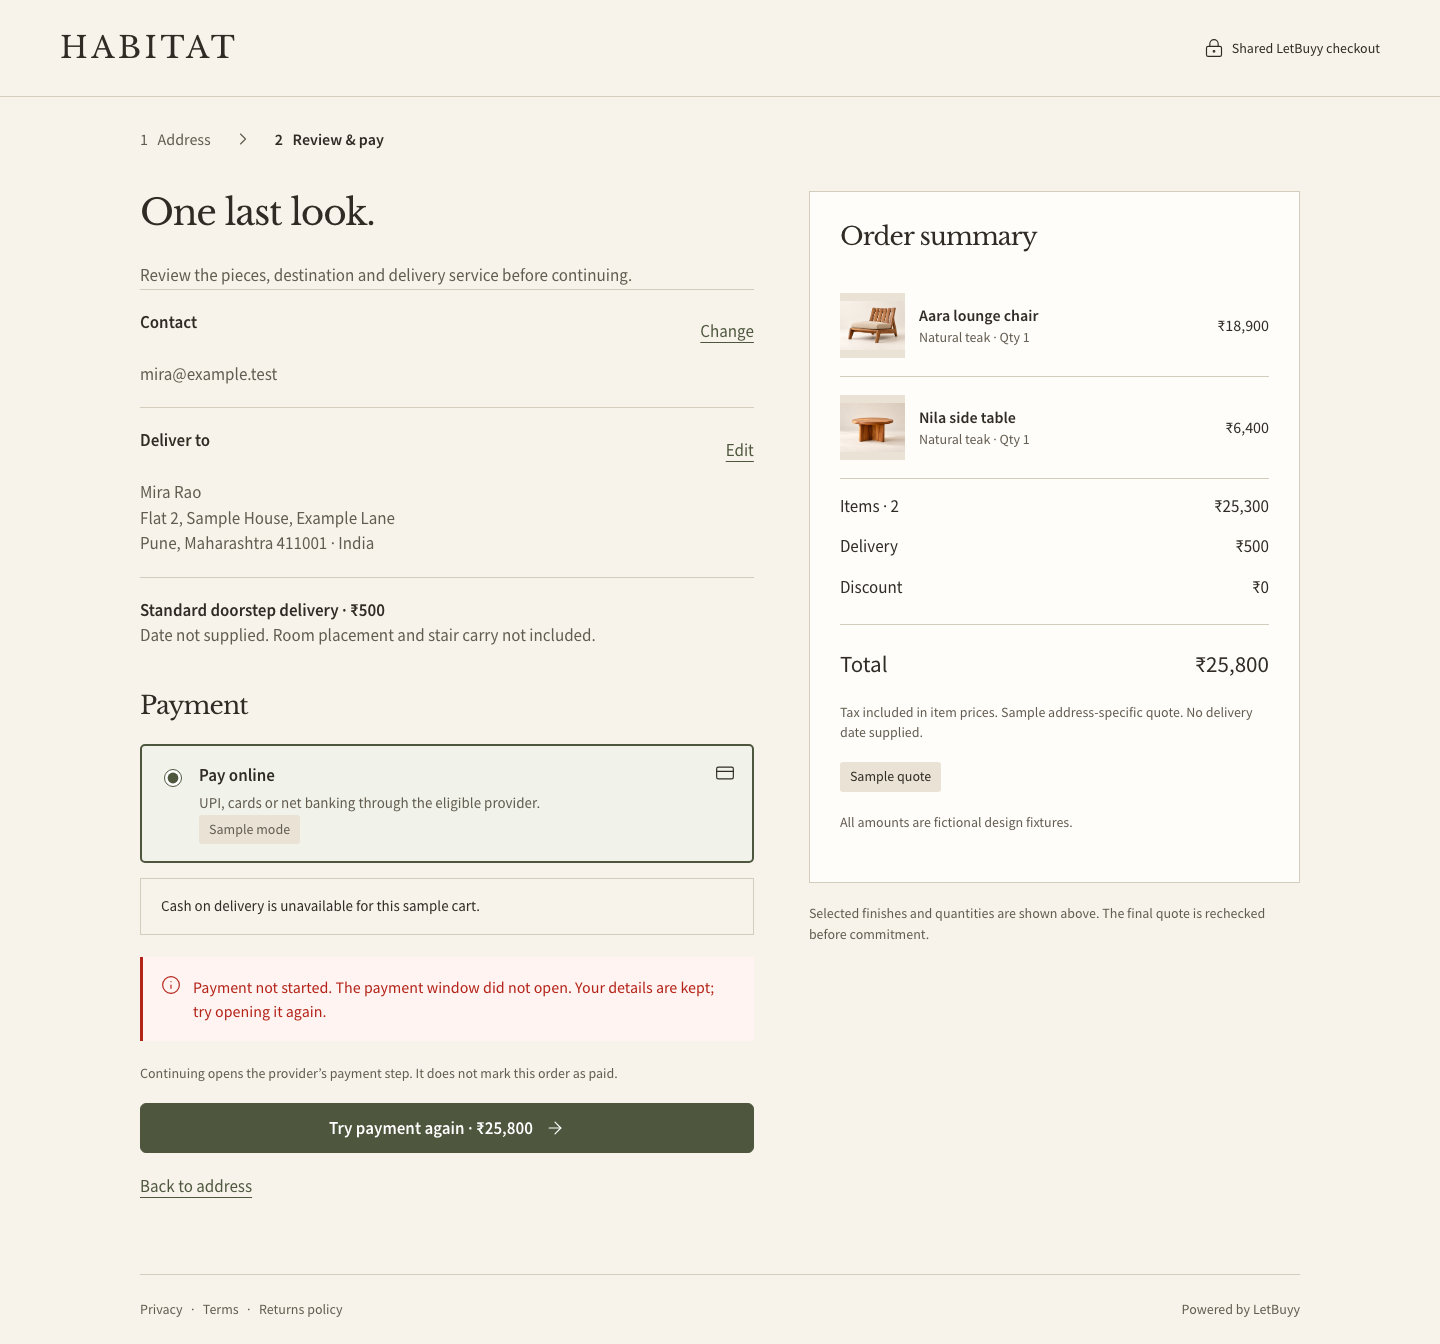 HABITAT
Shared LetBuyy checkout
1 Address
2 Review & pay
One last look.
Review the pieces, destination and delivery service before continuing.
Contact
Change
mira@example.test
Deliver to
Edit
Mira Rao
Flat 2, Sample House, Example Lane
Pune, Maharashtra 411001 · India
Standard doorstep delivery · ₹500
Date not supplied. Room placement and stair carry not included.
Payment
Pay online
UPI, cards or net banking through the eligible provider.
Sample mode
Cash on delivery is unavailable for this sample cart.
Payment not started. The payment window did not open. Your details are kept;
try opening it again.
Continuing opens the provider’s payment step. It does not mark this order as paid.
Try payment again · ₹25,800
Back to address
Order summary
Aara lounge chair
Natural teak · Qty 1
₹18,900
Nila side table
Natural teak · Qty 1
₹6,400
Items · 2 ₹25,300
Delivery ₹500
Discount ₹0
Total ₹25,800
Tax included in item prices. Sample address-specific quote. No delivery
date supplied.
Sample quote
All amounts are fictional design fixtures.
Selected finishes and quantities are shown above. The final quote is rechecked
before commitment.
Privacy · Terms · Returns policy
Powered by LetBuyy